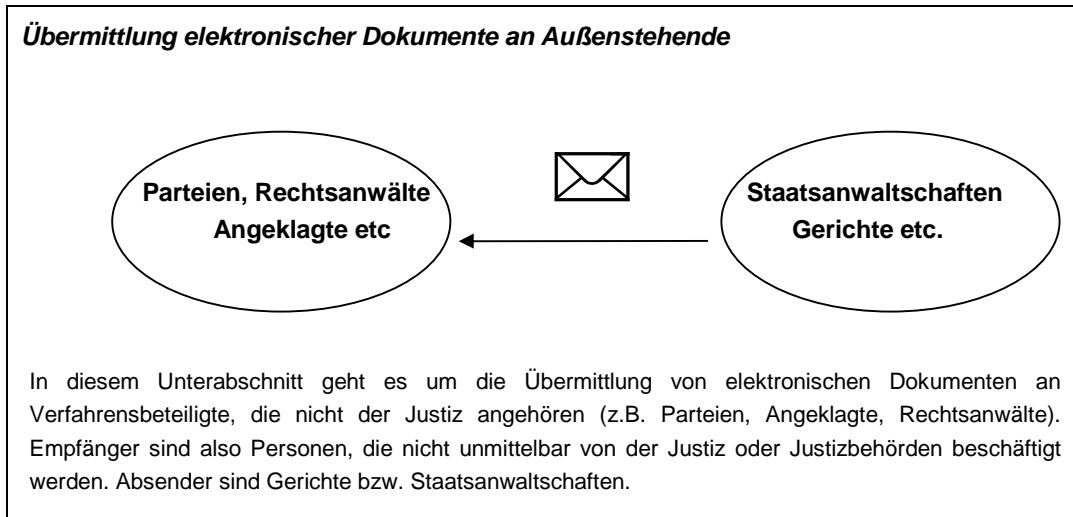 Übermittlung elektronischer Dokumente an Außenstehende
Parteien, Rechtsanwälte
Angeklagte etc
Staatsanwaltschaften
Gerichte etc.
In diesem Unterabschnitt geht es um die Übermittlung von elektronischen Dokumenten an
Verfahrensbeteiligte, die nicht der Justiz angehören (z.B. Parteien, Angeklagte, Rechtsanwälte).
Empfänger sind also Personen, die nicht unmittelbar von der Justiz oder Justizbehörden beschäftigt
werden. Absender sind Gerichte bzw. Staatsanwaltschaften.